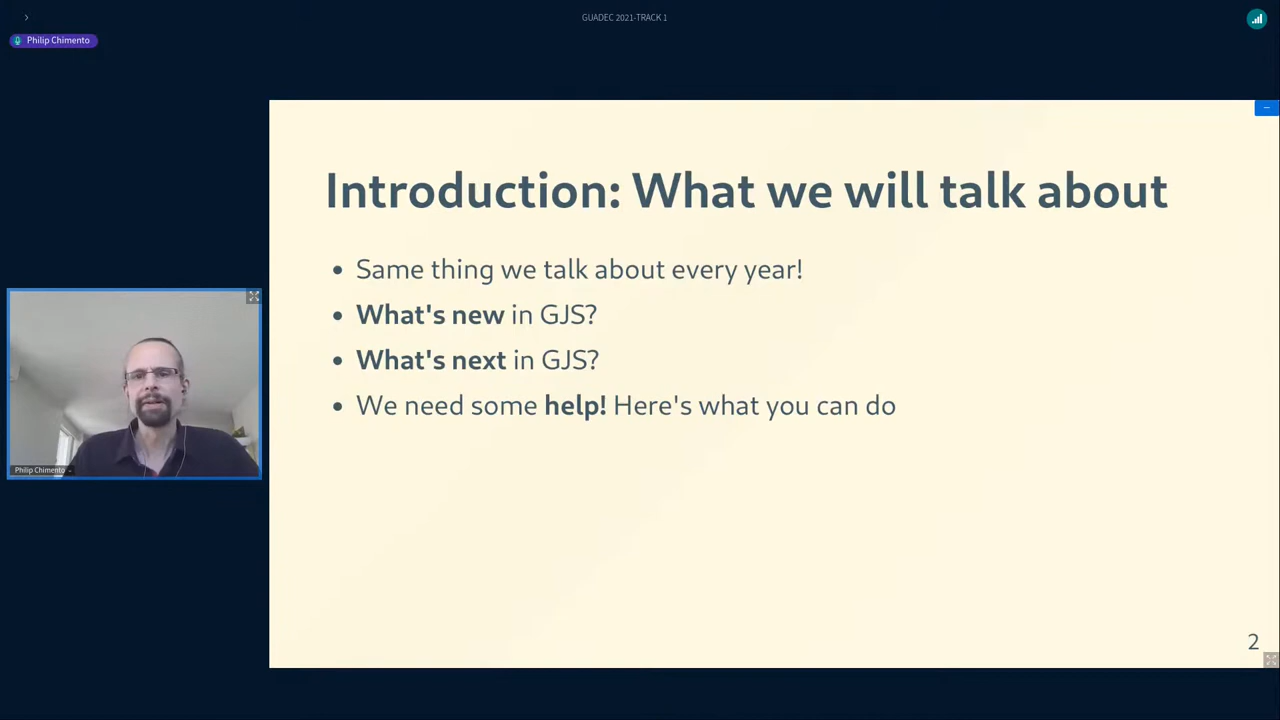 GUADEC 2021-TRACK 1
Philip Chimento
Introduction: What we will talk about
Same thing we talk about every year!
What's new in GJS?
What's next in GJS?
We need some help! Here's what you can do
Philip Chimento
2